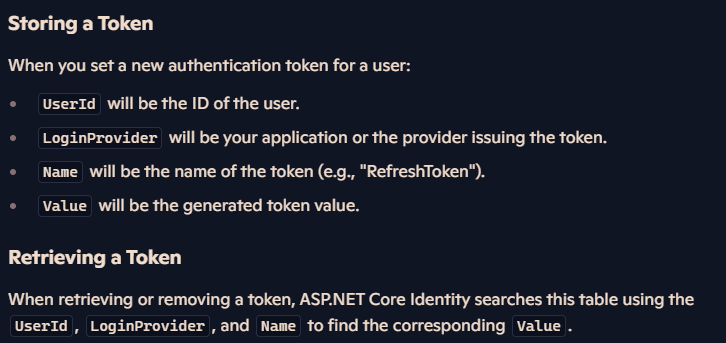 Storing a Token
When you set a new authentication token for a user:
• UserId will be the ID of the user.
• LoginProvider will be your application or the provider issuing the token.
• Name will be the name of the token (e.g., "RefreshToken").
• Value will be the generated token value.
Retrieving a Token
When retrieving or removing a token, ASP.NET Core Identity searches this table using the
UserId, LoginProvider, and Name to find the corresponding Value.